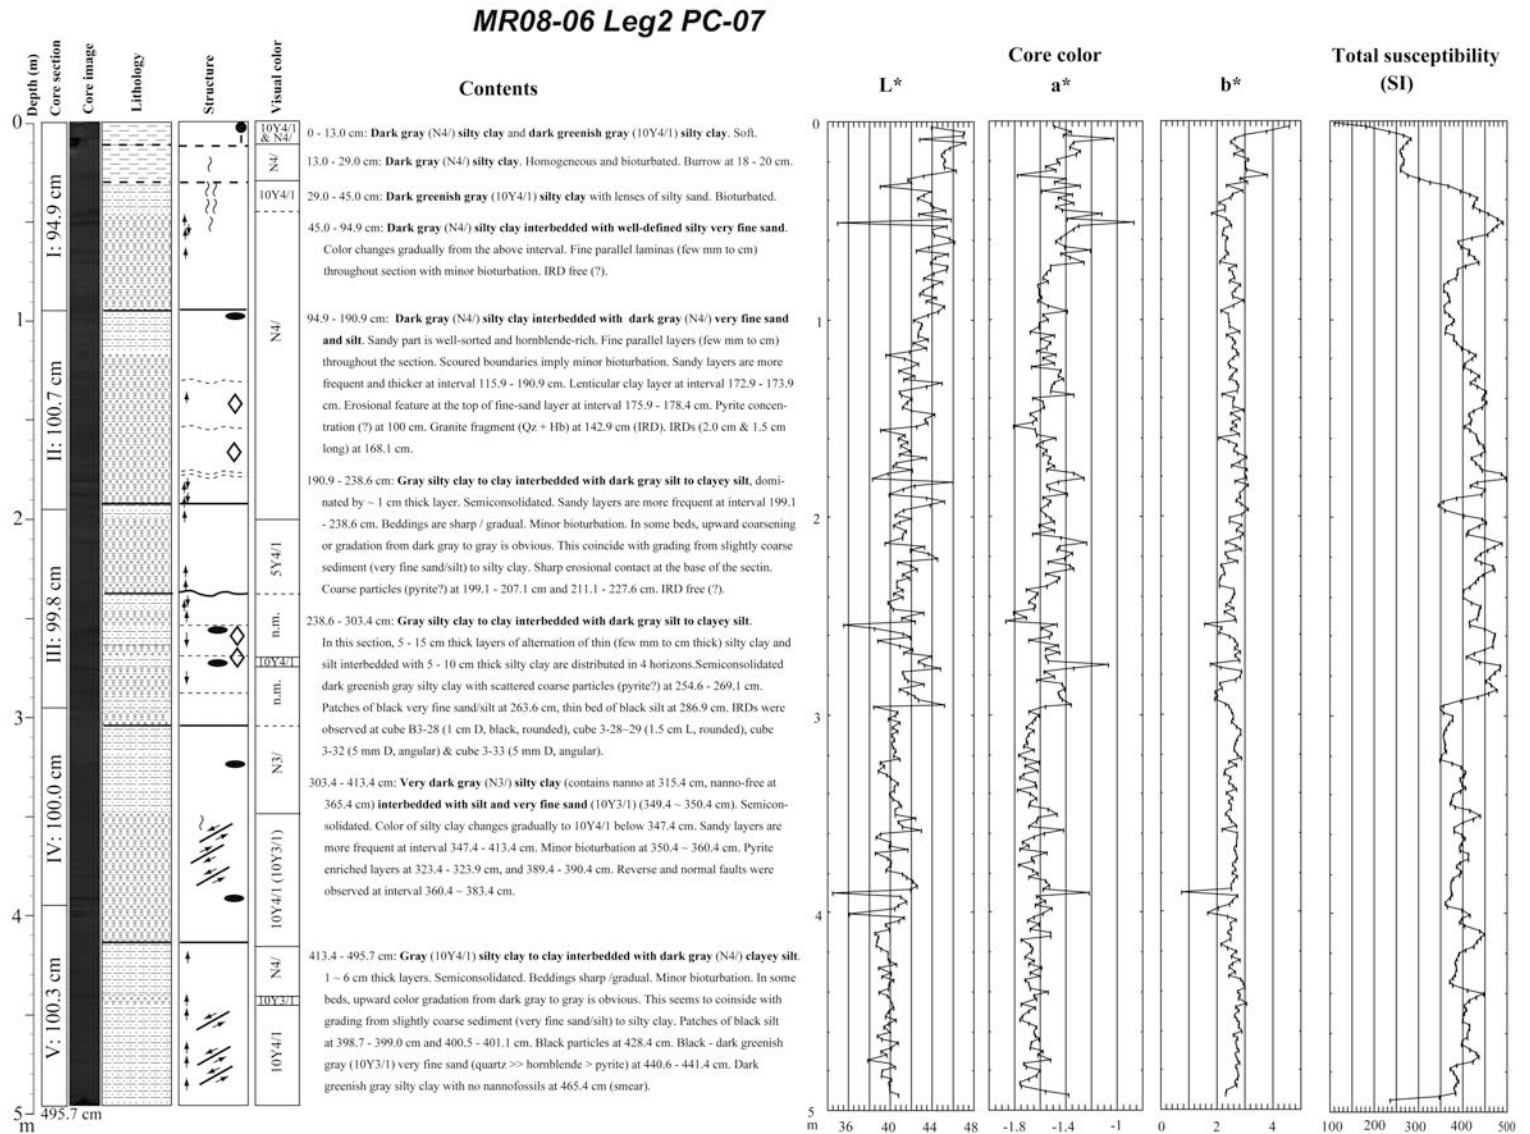 MR08-06 Leg2 PC-07
Depth (m)
Core section
Core image
Lithology
Structure
Visual color
Contents
Core color
L*
a*
b*
Total susceptibility
(SI)
0
1
2
3
4
5
m
495.7 cm
I: 94.9 cm
II: 100.7 cm
III: 99.8 cm
IV: 100.0 cm
V: 100.3 cm
10Y4/1
& N4/
N4/
10Y4/1
N4/
5Y4/1
n.m.
10Y4/1
n.m.
N3/
10Y4/1 (10Y3/1)
N4/
10Y3/1
10Y4/1
0 - 13.0 cm: Dark gray (N4/) silty clay and dark greenish gray (10Y4/1) silty clay. Soft.
13.0 - 29.0 cm: Dark gray (N4/) silty clay. Homogeneous and bioturbated. Burrow at 18 - 20 cm.
29.0 - 45.0 cm: Dark greenish gray (10Y4/1) silty clay with lenses of silty sand. Bioturbated.
45.0 - 94.9 cm: Dark gray (N4/) silty clay interbedded with well-defined silty very fine sand.
Color changes gradually from the above interval. Fine parallel laminas (few mm to cm)
throughout section with minor bioturbation. IRD free (?).
94.9 - 190.9 cm: Dark gray (N4/) silty clay interbedded with dark gray (N4/) very fine sand
and silt. Sandy part is well-sorted and hornblende-rich. Fine parallel layers (few mm to cm)
throughout the section. Scoured boundaries imply minor bioturbation. Sandy layers are more
frequent and thicker at interval 115.9 - 190.9 cm. Lenticular clay layer at interval 172.9 - 173.9
cm. Erosional feature at the top of fine-sand layer at interval 175.9 - 178.4 cm. Pyrite concen-
tration (?) at 100 cm. Granite fragment (Qz + Hb) at 142.9 cm (IRD). IRDs (2.0 cm & 1.5 cm
long) at 168.1 cm.
190.9 - 238.6 cm: Gray silty clay to clay interbedded with dark gray silt to clayey silt, domi-
nated by ~ 1 cm thick layer. Semiconsolidated. Sandy layers are more frequent at interval 199.1
- 238.6 cm. Beddings are sharp / gradual. Minor bioturbation. In some beds, upward coarsening
or gradation from dark gray to gray is obvious. This coincide with grading from slightly coarse
sediment (very fine sand/silt) to silty clay. Sharp erosional contact at the base of the sectin.
Coarse particles (pyrite?) at 199.1 - 207.1 cm and 211.1 - 227.6 cm. IRD free (?).
238.6 - 303.4 cm: Gray silty clay to clay interbedded with dark gray silt to clayey silt.
In this section, 5 - 15 cm thick layers of alternation of thin (few mm to cm thick) silty clay and
silt interbedded with 5 - 10 cm thick silty clay are distributed in 4 horizons.Semiconsolidated
dark greenish gray silty clay with scattered coarse particles (pyrite?) at 254.6 - 269.1 cm.
Patches of black very fine sand/silt at 263.6 cm, thin bed of black silt at 286.9 cm. IRDs were
observed at cube B3-28 (1 cm D, black, rounded), cube 3-28~29 (1.5 cm L, rounded), cube
3-32 (5 mm D, angular) & cube 3-33 (5 mm D, angular).
303.4 - 413.4 cm: Very dark gray (N3/) silty clay (contains nanno at 315.4 cm, nanno-free at
365.4 cm) interbedded with silt and very fine sand (10Y3/1) (349.4 ~ 350.4 cm). Semicon-
solidated. Color of silty clay changes gradually to 10Y4/1 below 347.4 cm. Sandy layers are
more frequent at interval 347.4 - 413.4 cm. Minor bioturbation at 350.4 ~ 360.4 cm. Pyrite
enriched layers at 323.4 - 323.9 cm, and 389.4 - 390.4 cm. Reverse and normal faults were
observed at interval 360.4 ~ 383.4 cm.
413.4 - 495.7 cm: Gray (10Y4/1) silty clay to clay interbedded with dark gray (N4/) clayey silt.
1 ~ 6 cm thick layers. Semiconsolidated. Beddings sharp /gradual. Minor bioturbation. In some
beds, upward color gradation from dark gray to gray is obvious. This seems to coinside with
grading from slightly coarse sediment (very fine sand/silt) to silty clay. Patches of black silt
at 398.7 - 399.0 cm and 400.5 - 401.1 cm. Black particles at 428.4 cm. Black - dark greenish
gray (10Y3/1) very fine sand (quartz >> hornblende > pyrite) at 440.6 - 441.4 cm. Dark
greenish gray silty clay with no nannofossils at 465.4 cm (smear).
0
1
2
3
4
5
m
36 40 44 48
-1.8 -1.4 -1
0 2 4
100 200 300 400 500